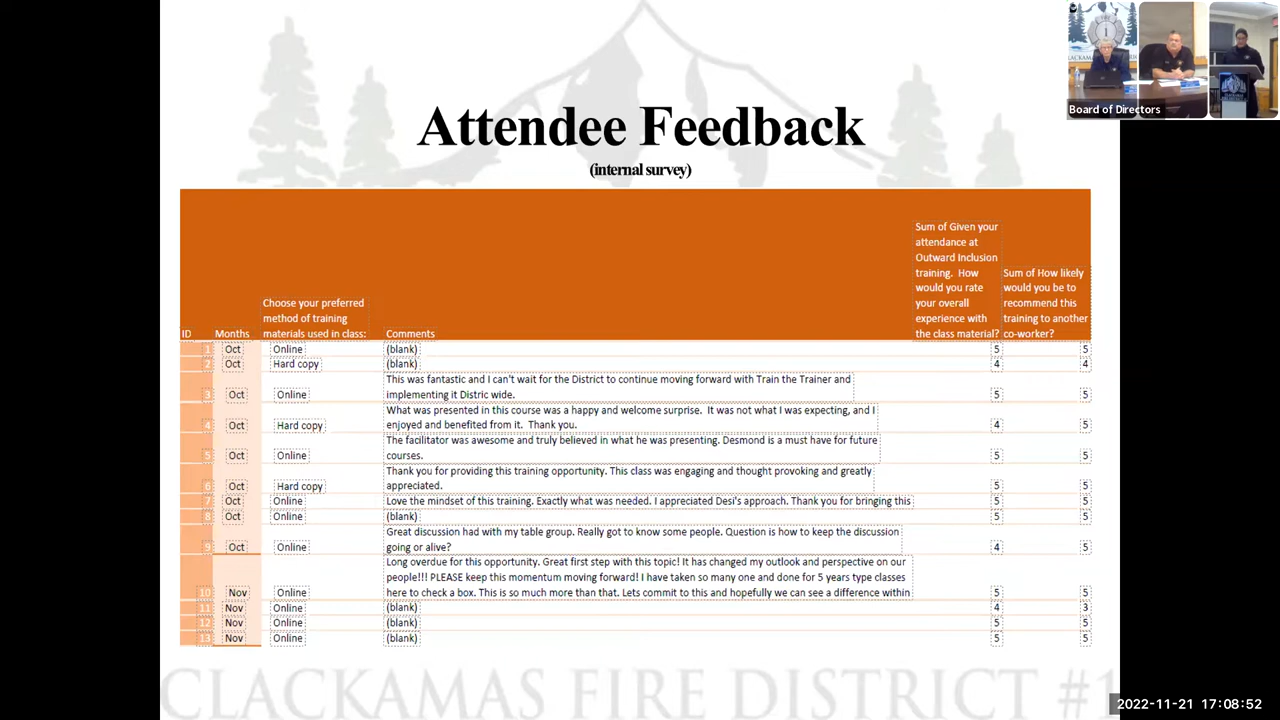 Board of Directors
Attendee Feedback
(internal survey)
Sum of Given your
attendance at
Outward Inclusion
training. How
would you rate
your overall
experience with
the class material?
Sum of How likely
would you be to
recommend this
training to another
co-worker?
Choose your preferred
method of training
materials used in class:
ID Months Comments
1 Oct Online (blank) 5 5
2 Oct Hard copy (blank) 4 4
This was fantastic and I can't wait for the District to continue moving forward with Train the Trainer and
3 Oct Online implementing it Distric wide. 5 5
What was presented in this course was a happy and welcome surprise. It was not what I was expecting, and I
4 Oct Hard copy enjoyed and benefited from it. Thank you. 4 5
The facilitator was awesome and truly believed in what he was presenting. Desmond is a must have for future
5 Oct Online courses. 5 5
Thank you for providing this training opportunity. This class was engaging and thought provoking and greatly
6 Oct Hard copy appreciated. 5 5
7 Oct Online Love the mindset of this training. Exactly what was needed. I appreciated Desi's approach. Thank you for bringing this 5 5
8 Oct Online (blank) 5 5
Great discussion had with my table group. Really got to know some people. Question is how to keep the discussion
9 Oct Online going or alive? 4 5
Long overdue for this opportunity. Great first step with this topic! It has changed my outlook and perspective on our
people!!! PLEASE keep this momentum moving forward! I have taken so many one and done for 5 years type classes
10 Nov Online here to check a box. This is so much more than that. Lets commit to this and hopefully we can see a difference within 5 5
11 Nov Online (blank) 4 3
12 Nov Online (blank) 5 5
13 Nov Online (blank) 5 5
CLACKAMAS FIRE DISTRICT #1
2022-11-21 17:08:52